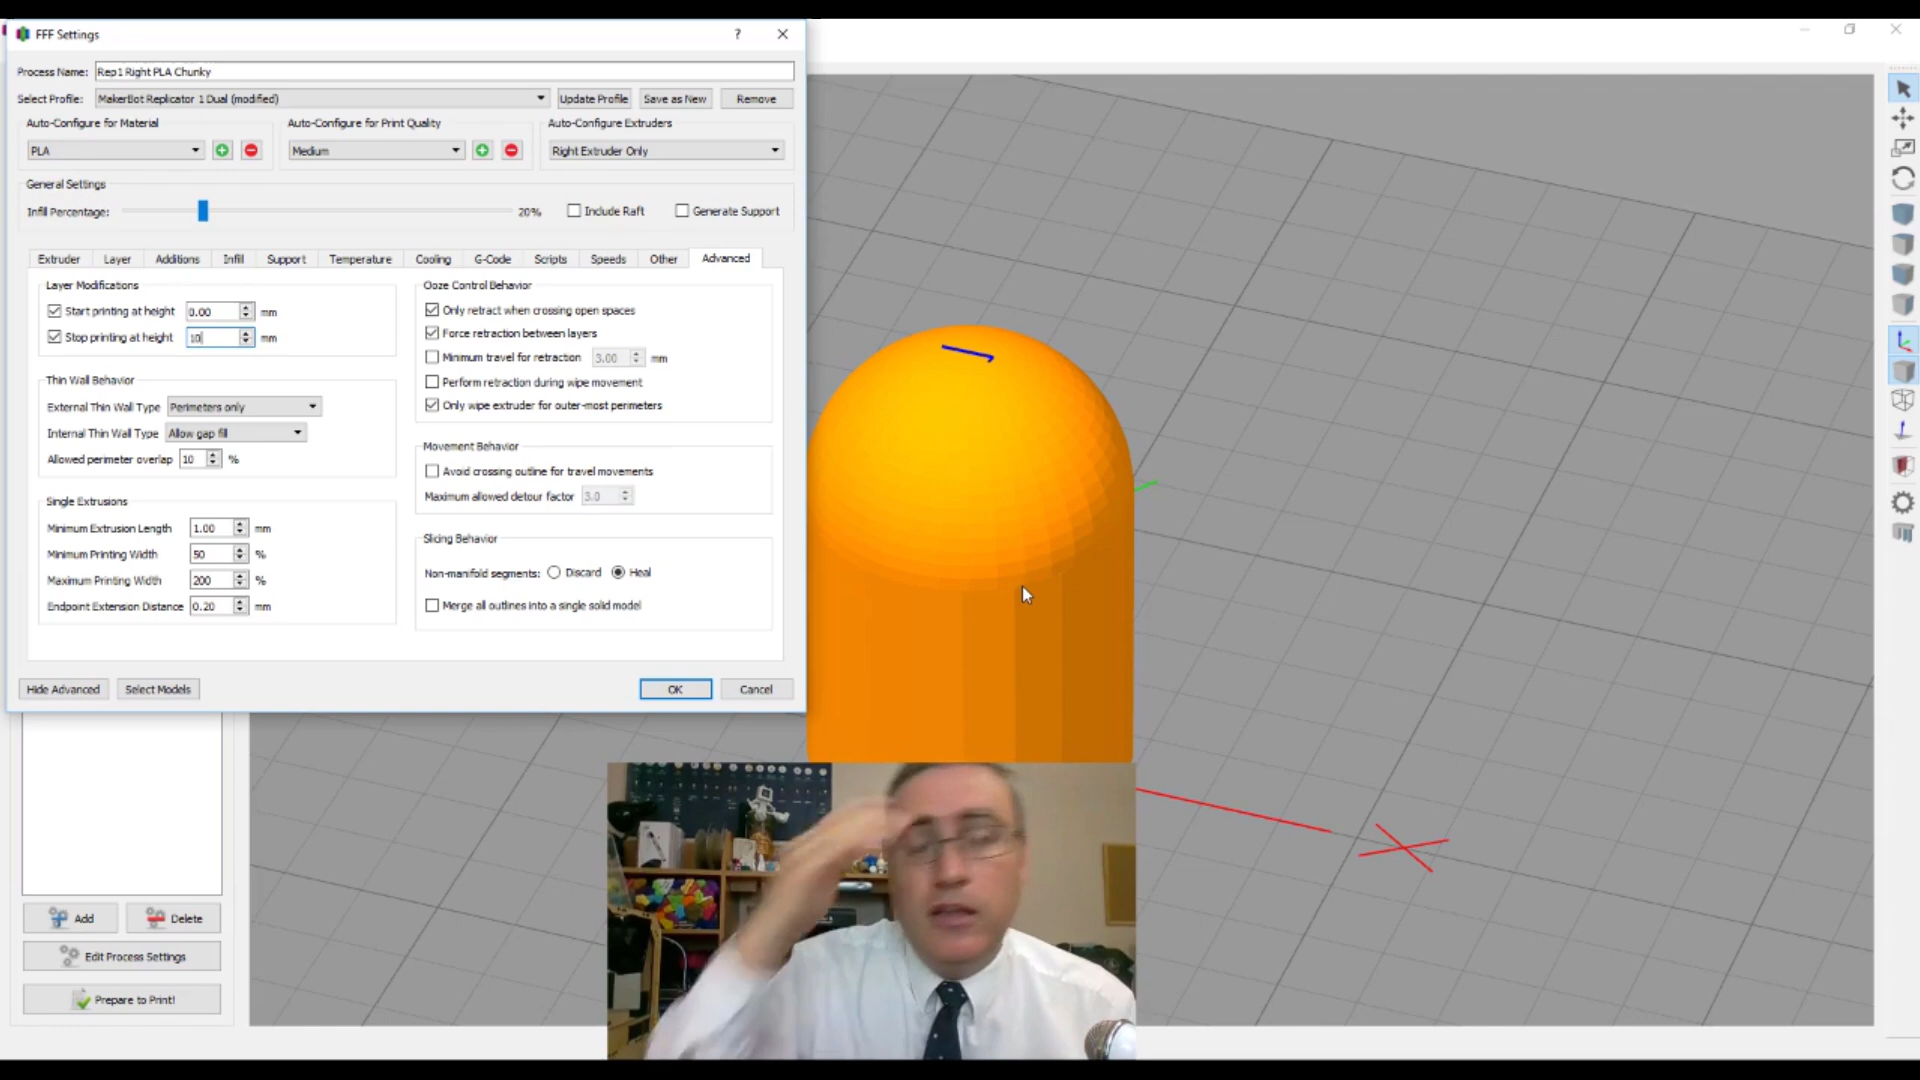 FFF Settings ?
Process Name: Rep1 Right PLA Chunky
Select Profile: MakerBot Replicator 1 Dual (modified) Update Profile Save as New Remove
Auto-Configure for Material Auto-Configure for Print Quality Auto-Configure Extruders
PLA Medium Right Extruder Only
General Settings
Infill Percentage: 20% Include Raft Generate Support
Extruder Layer Additions Infill Support Temperature Cooling G-Code Scripts Speeds Other Advanced
Layer Modifications
Start printing at height 0.00 mm
Stop printing at height 10 mm
Thin Wall Behavior
External Thin Wall Type Perimeters only
Internal Thin Wall Type Allow gap fill
Allowed perimeter overlap 10 %
Single Extrusions
Minimum Extrusion Length 1.00 mm
Minimum Printing Width 50 %
Maximum Printing Width 200 %
Endpoint Extension Distance 0.20 mm
Ooze Control Behavior
Only retract when crossing open spaces
Force retraction between layers
Minimum travel for retraction 3.00 mm
Perform retraction during wipe movement
Only wipe extruder for outer-most perimeters
Movement Behavior
Avoid crossing outline for travel movements
Maximum allowed detour factor 3.0
Slicing Behavior
Non-manifold segments: Discard Heal
Merge all outlines into a single solid model
Hide Advanced Select Models OK Cancel
Add Delete
Edit Process Settings
Prepare to Print!